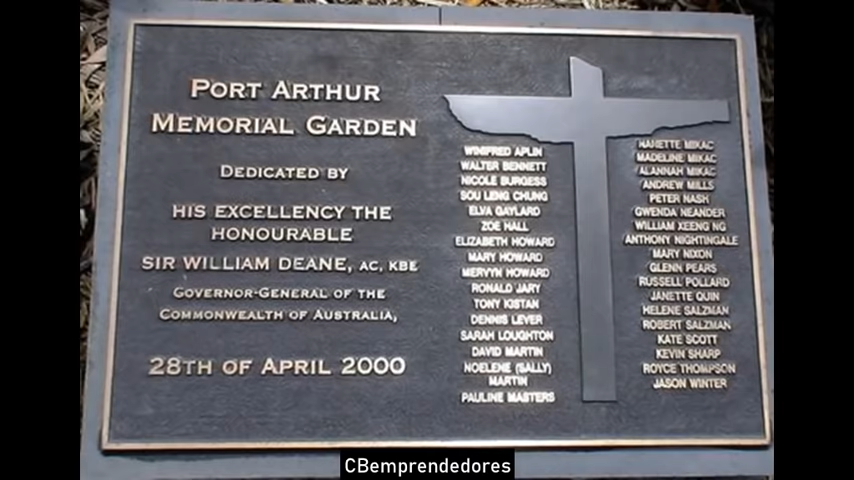 PORT ARTHUR
MEMORIAL GARDEN
DEDICATED BY
HIS EXCELLENCY THE
HONOURABLE
SIR WILLIAM DEANE, AC, KBE
GOVERNOR-GENERAL OF THE
COMMONWEALTH OF AUSTRALIA,
28TH OF APRIL 2000
WINIFRED APLIN
WALTER BENNETT
NICOLE BURGESS
SOU LENG CHUNG
ELVA GAYLARD
ZOE HALL
ELIZABETH HOWARD
MARY HOWARD
MERVYN HOWARD
RONALD JARY
TONY KISTAN
DENNIS LEVER
SARAH LOUGHTON
DAVID MARTIN
NOELENE (SALLY)
MARTIN
PAULINE MASTERS
NANETTE MIKAC
MADELINE MIKAC
ALANNAH MIKAC
ANDREW MILLS
PETER NASH
GWENDA NEANDER
WILLIAM XEENG NG
ANTHONY NIGHTINGALE
MARY NIXON
GLENN PEARS
RUSSELL POLLARD
JANETTE QUIN
HELENE SALZMAN
ROBERT SALZMAN
KATE SCOTT
KEVIN SHARP
ROYCE THOMPSON
JASON WINTER
CBemprendedores